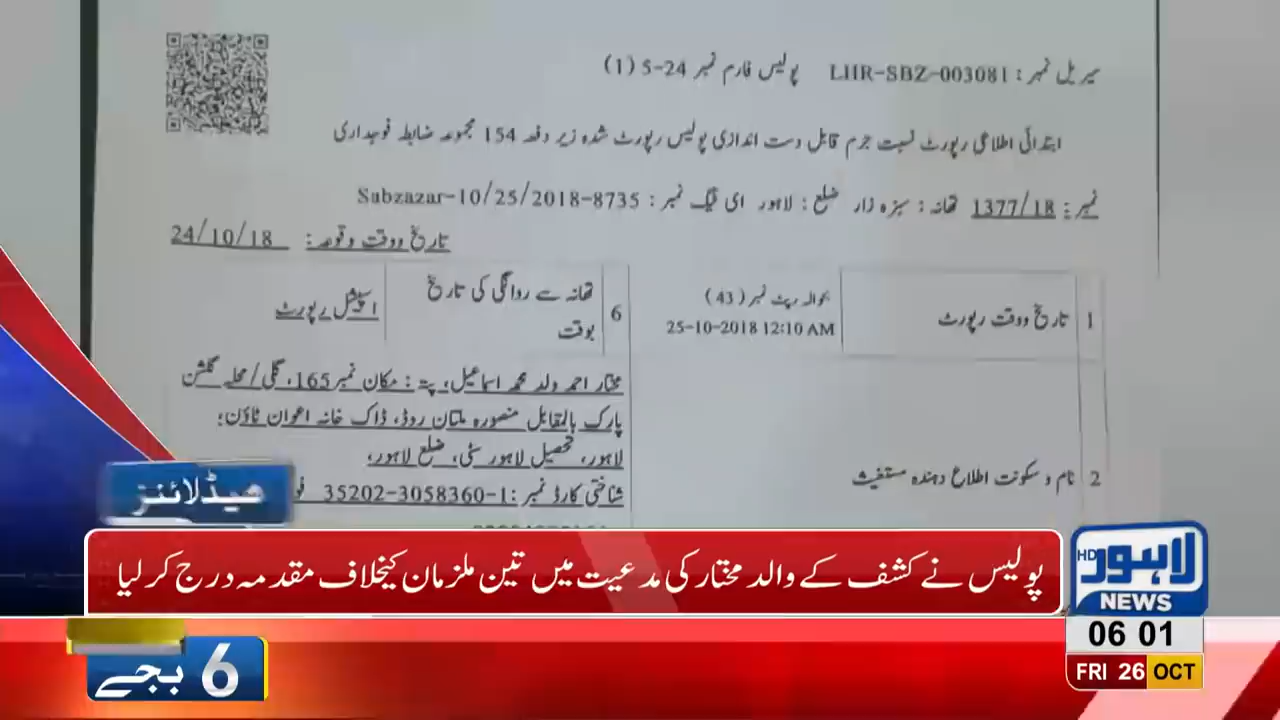 سیریل نمبر : LHR-SBZ-003081 پولیس فارم نمبر 24-5 (1)
ابتدائی اطلاعی رپورٹ نسبت جرم قابل دست اندازی پولیس رپورٹ شدہ زیر دفعہ 154 مجموعہ ضابطہ فوجداری
نمبر : 1377/18 تھانہ : سبزہ زار ضلع : لاہور ای ٹیگ نمبر : Subzazar-10/25/2018-8735
تاریخ ووقت وقوعہ : 24/10/18
1 تاریخ ووقت رپورٹ
بحوالہ رپٹ نمبر (43)
25-10-2018 12:10 AM
6 تھانہ سے روانگی کی تاریخ
بوقت
اسپیشل رپورٹ
2 نام و سکونت اطلاع دہندہ مستغیث
مختار احمد ولد محمد اسماعیل، پتہ : مکان نمبر 165، گلی/محلہ گلشن
پارک بالمقابل منصورہ ملتان روڈ، ڈاک خانہ اعوان ٹاؤن،
لاہور، تحصیل لاہور سٹی، ضلع لاہور،
شناختی کارڈ نمبر : 35202-3058360-1
ہیڈلائنز
پولیس نے کشف کے والد مختار کی مدعیت میں تین ملزمان کیخلاف مقدمہ درج کرلیا
لاہور HD
NEWS
06 01
FRI 26 OCT
6 بجے